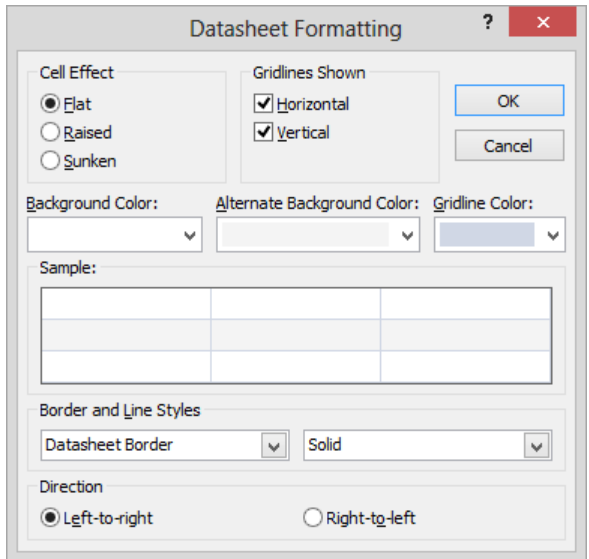 Datasheet Formatting
?
Cell Effect
Flat
Raised
Sunken
Gridlines Shown
Horizontal
Vertical
OK
Cancel
Background Color:
Alternate Background Color:
Gridline Color:
Sample:
Border and Line Styles
Datasheet Border
Solid
Direction
Left-to-right
Right-to-left